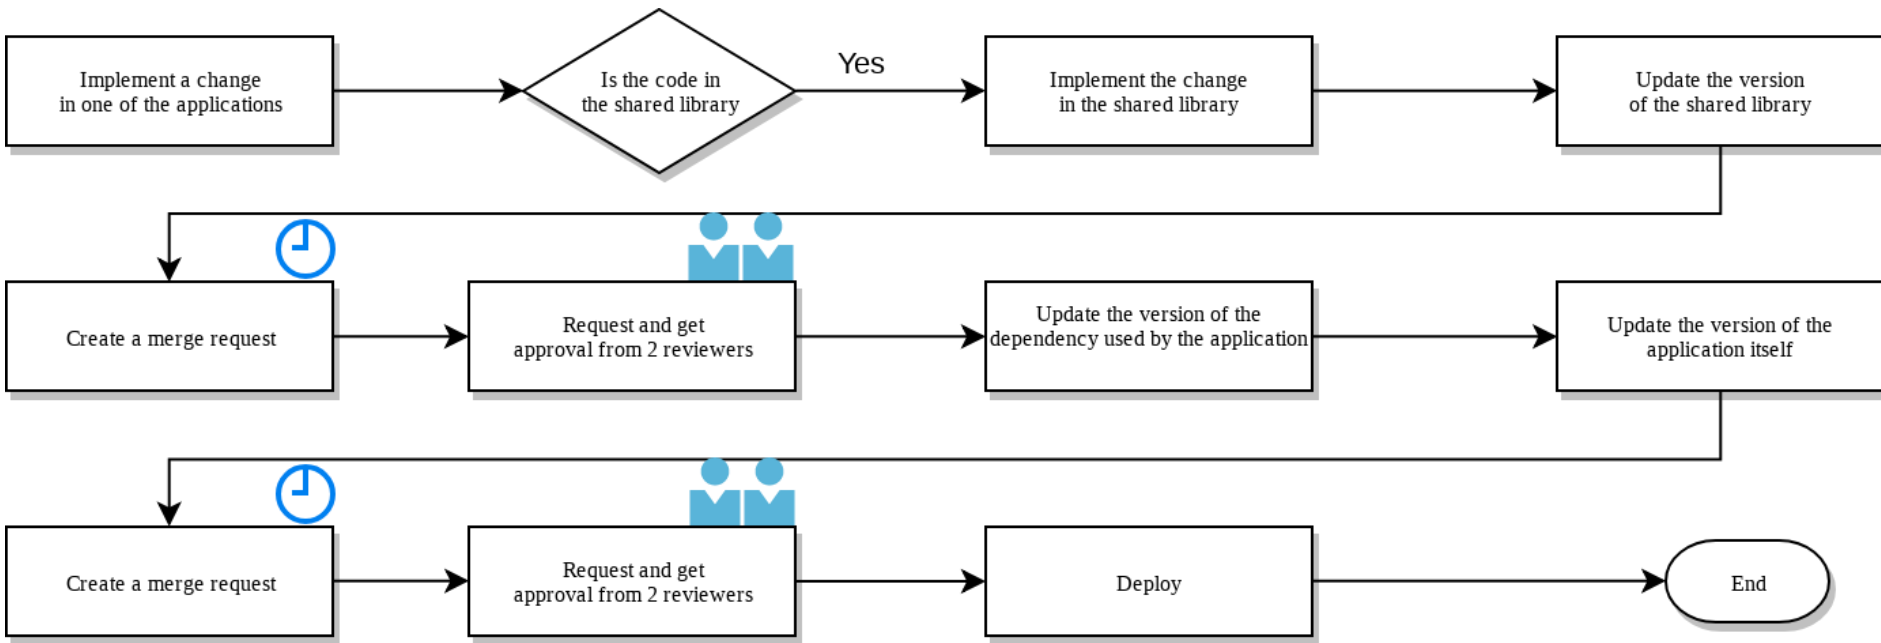 Implement a change
in one of the applications
Is the code in
the shared library
Yes
Implement the change
in the shared library
Update the version
of the shared library
Create a merge request
Request and get
approval from 2 reviewers
Update the version of the
dependency used by the application
Update the version of the
application itself
Create a merge request
Request and get
approval from 2 reviewers
Deploy
End